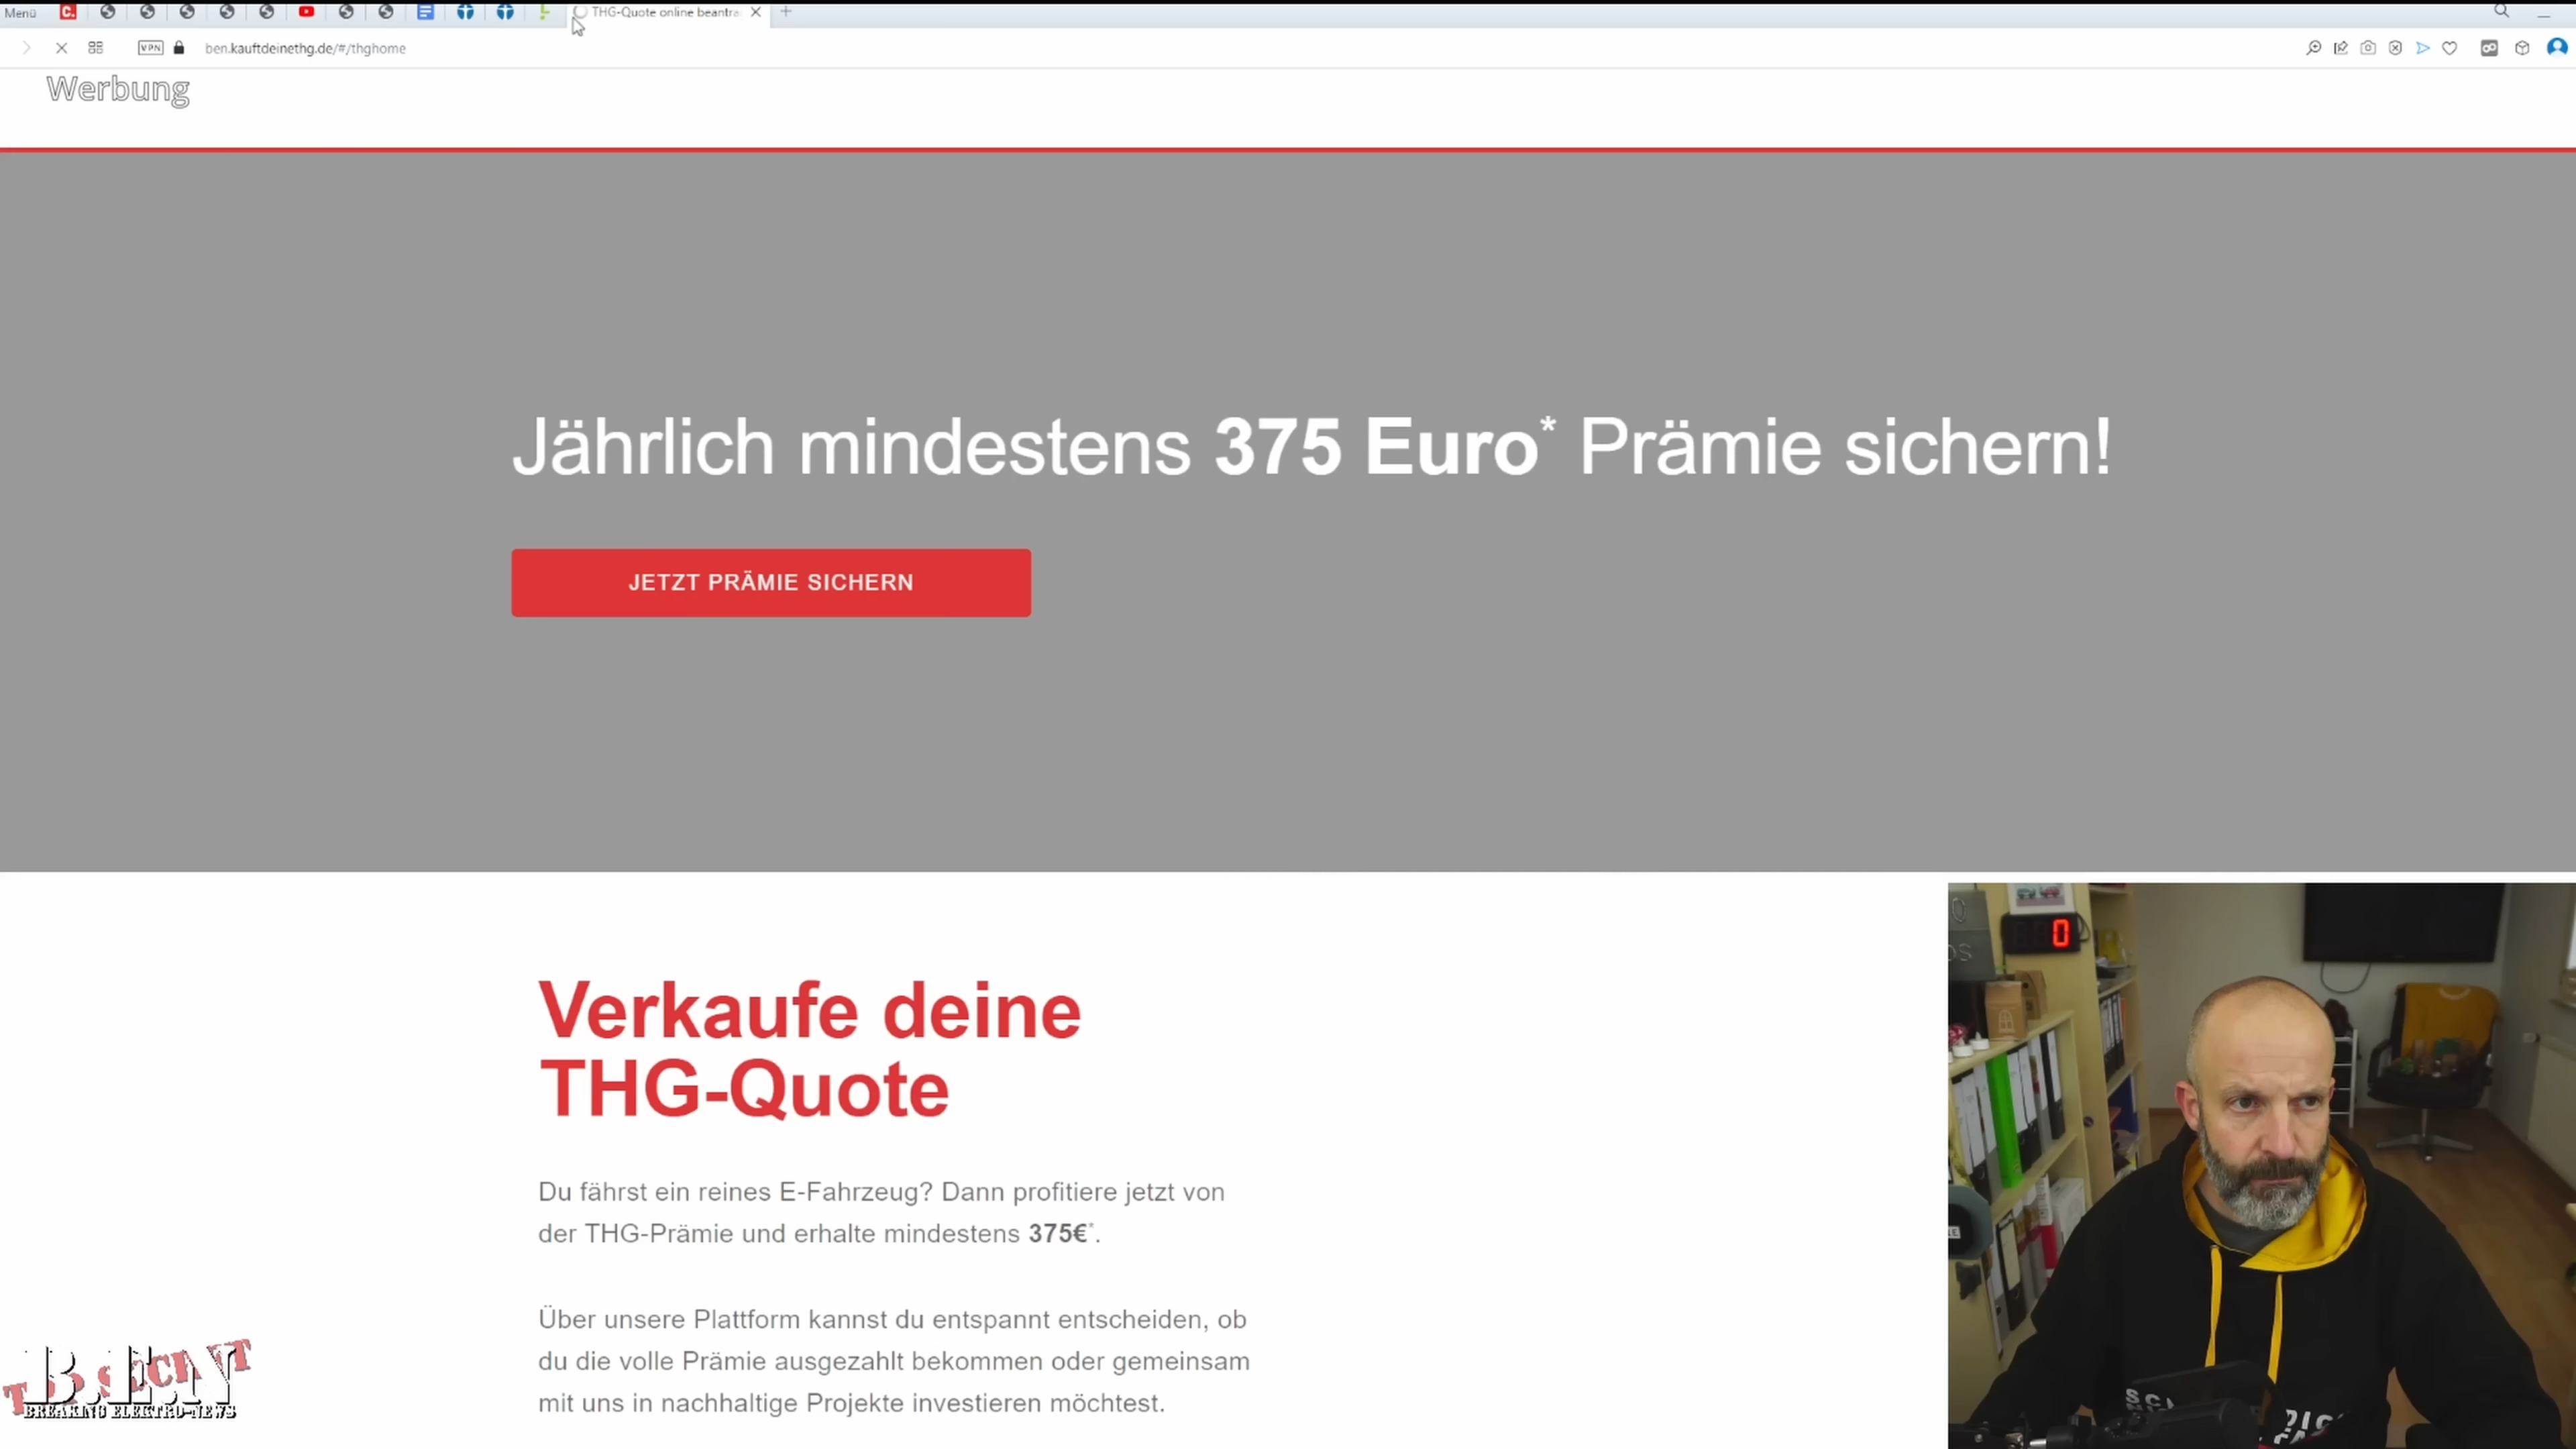 Menü
THG-Quote online beantra
VPN
ben.kauftdeinethg.de/#/thghome
Werbung
Jährlich mindestens 375 Euro* Prämie sichern!
JETZT PRÄMIE SICHERN
Verkaufe deine
THG-Quote
Du fährst ein reines E-Fahrzeug? Dann profitiere jetzt von
der THG-Prämie und erhalte mindestens 375€*.
Über unsere Plattform kannst du entspannt entscheiden, ob
du die volle Prämie ausgezahlt bekommen oder gemeinsam
mit uns in nachhaltige Projekte investieren möchtest.
0
B.EN
BREAKING ELEKTRO-NEWS